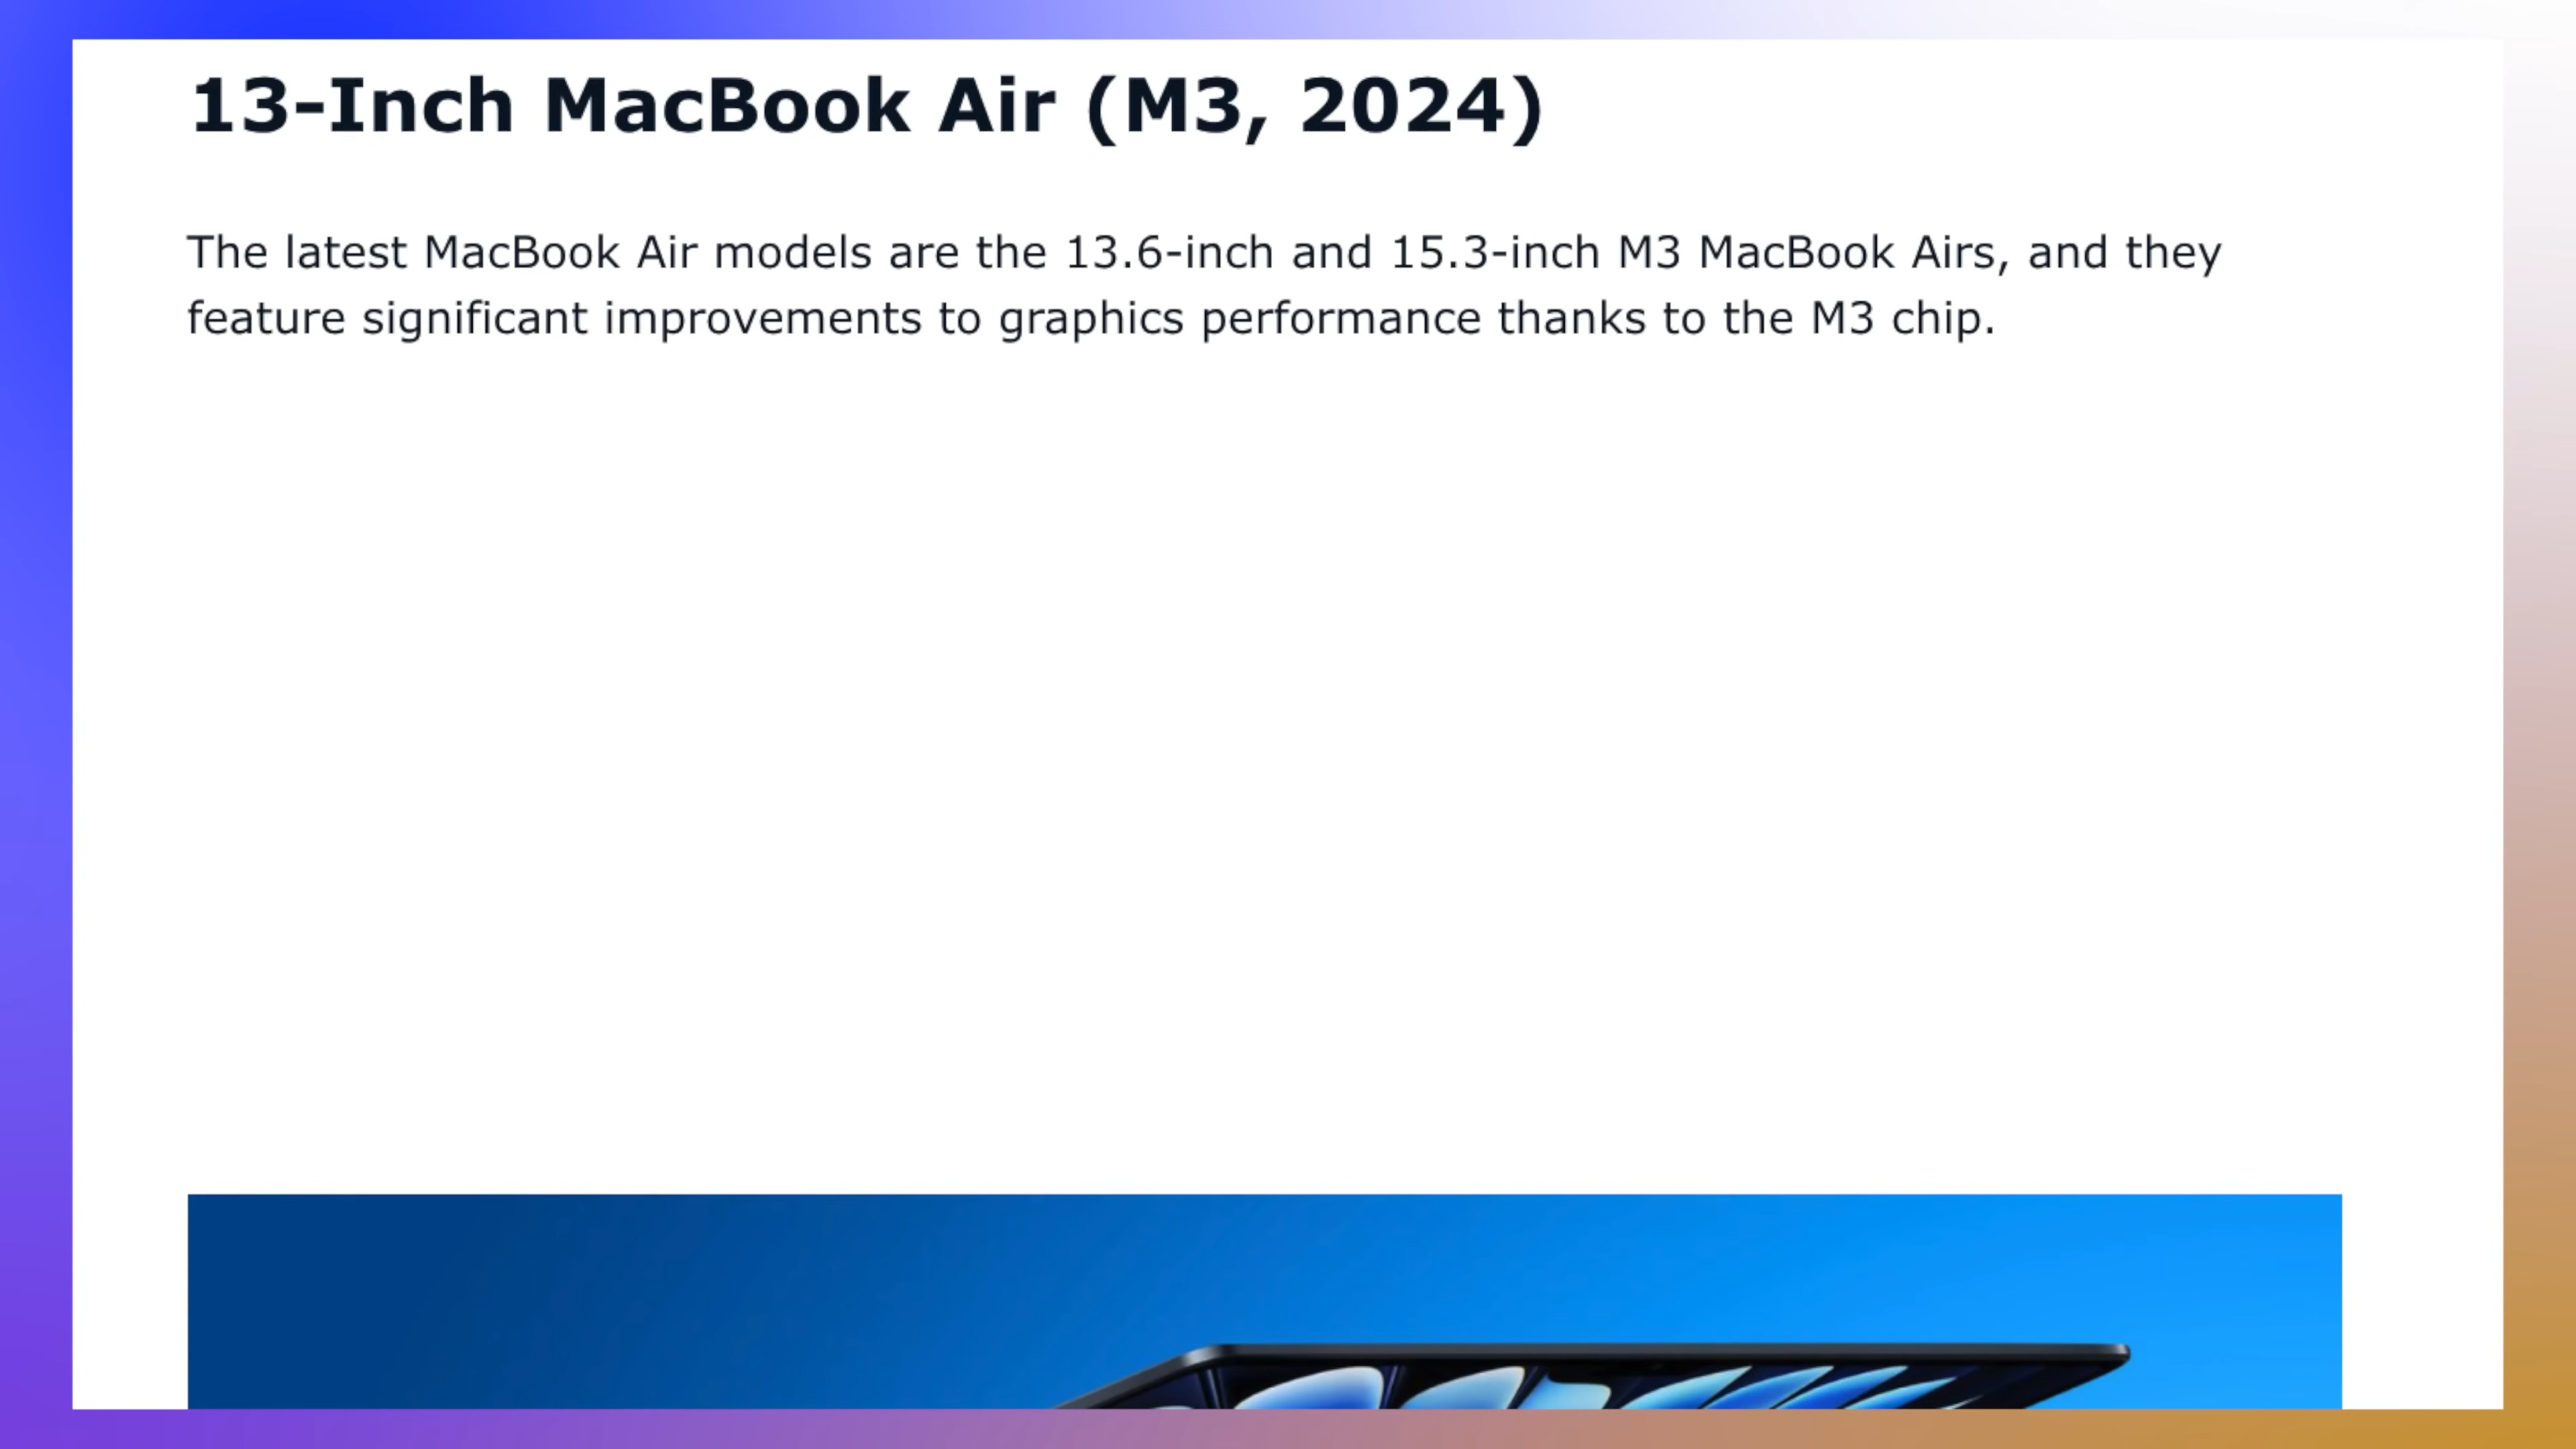 13-Inch MacBook Air (M3, 2024)
The latest MacBook Air models are the 13.6-inch and 15.3-inch M3 MacBook Airs, and they
feature significant improvements to graphics performance thanks to the M3 chip.